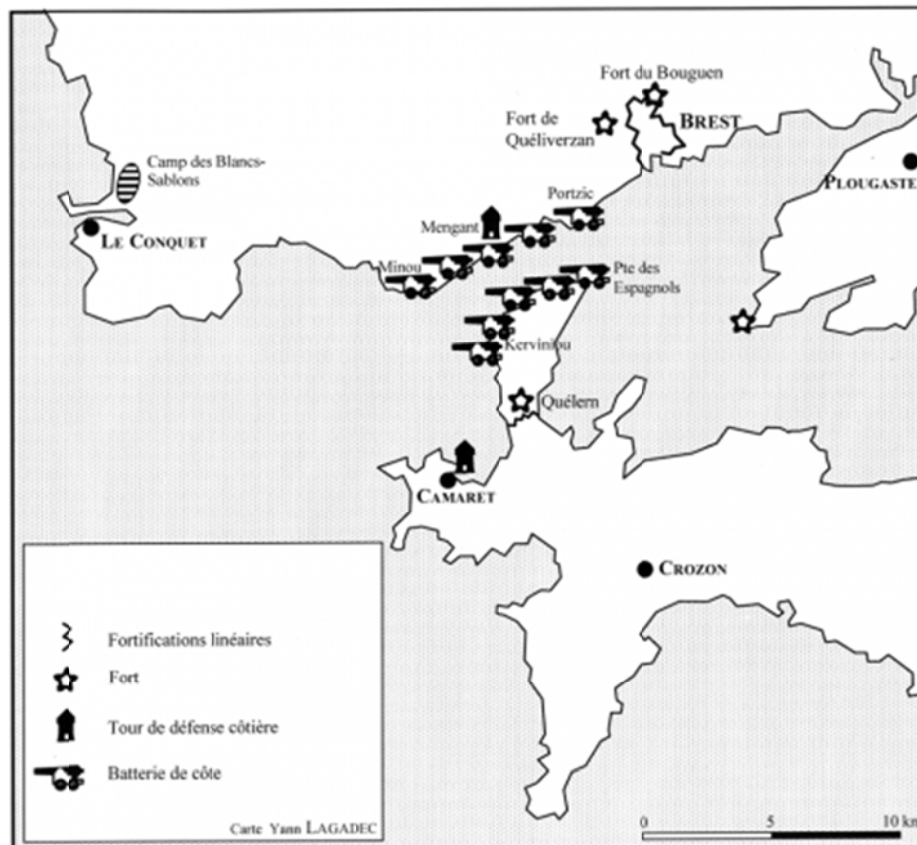 Fort du Bouguen
Fort de
Quéliverzan
BREST
Camp des Blancs-
Sablons
PLOUGASTE
LE CONQUET
Portzic
Mengant
Minou
Pte des
Espagnols
Kerviniou
Quélern
CAMARET
CROZON
Fortifications linéaires
Fort
Tour de défense côtière
Batterie de côte
Carte Yann LAGADEC
0 5 10 km